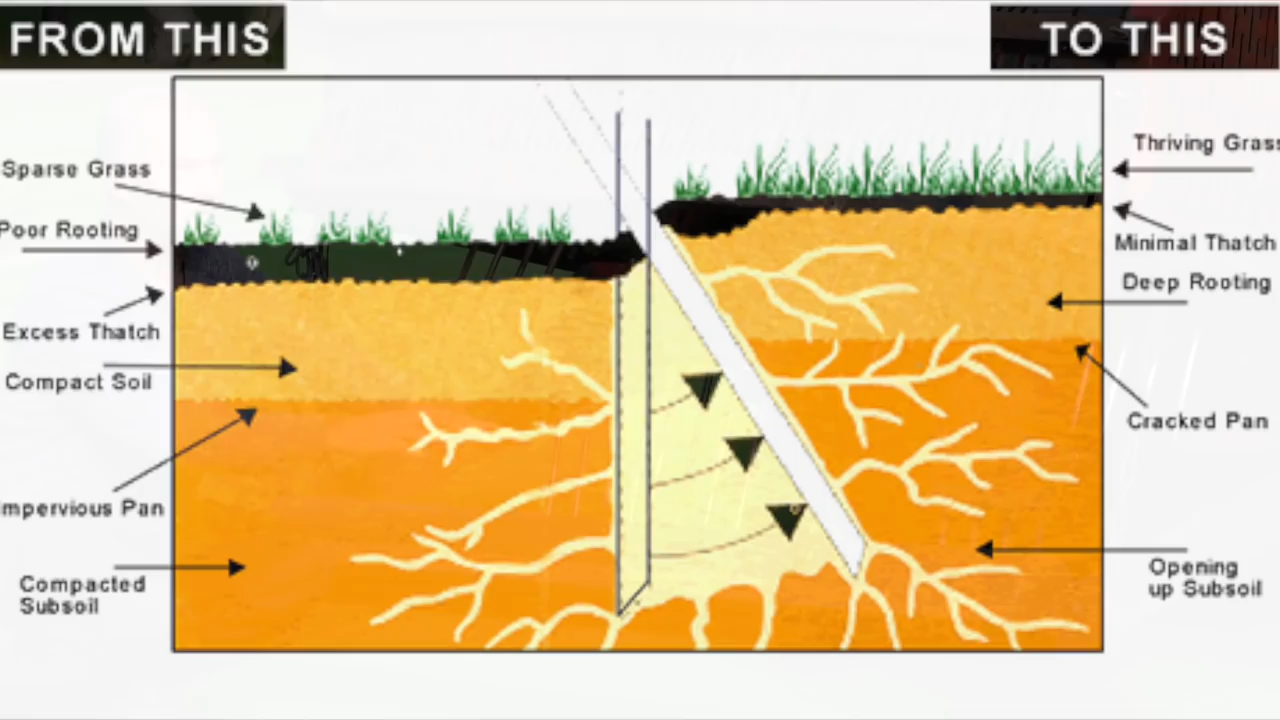 FROM THIS
TO THIS
Sparse Grass
Poor Rooting
Excess Thatch
Compact Soil
Impervious Pan
Compacted
Subsoil
Thriving Grass
Minimal Thatch
Deep Rooting
Cracked Pan
Opening
up Subsoil